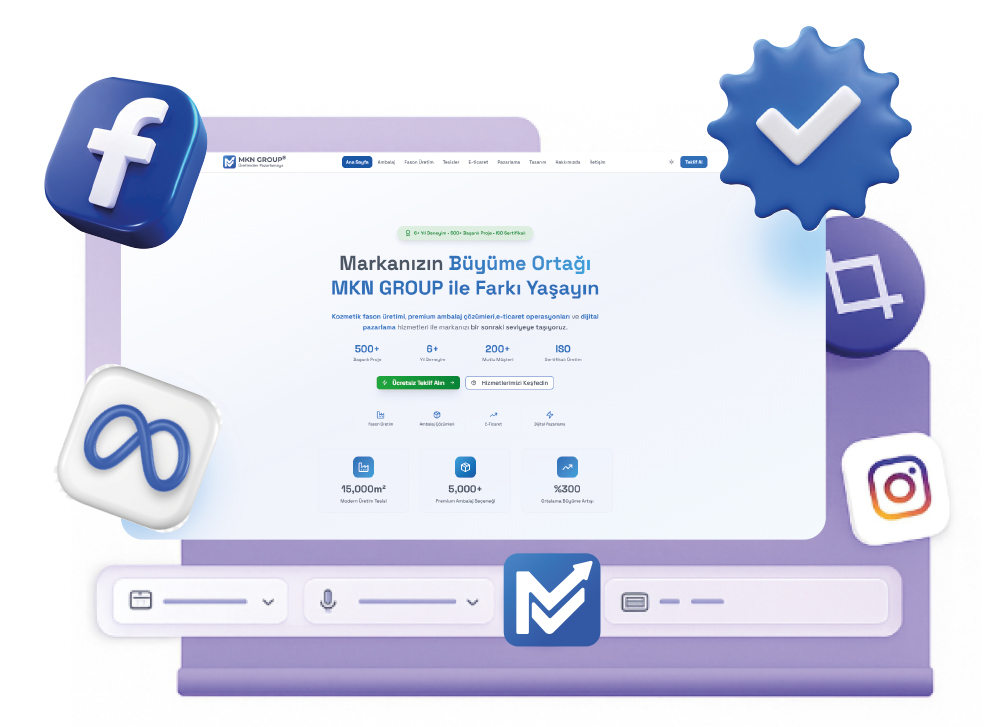 MKN GROUP®
Üretimden Pazarlamaya
Ana Sayfa Ambalaj Fason Üretim Tesisler E-ticaret Pazarlama Tasarım Hakkımızda İletişim
Teklif Al
6+ Yıl Deneyim • 500+ Başarılı Proje • ISO Sertifikalı
Markanızın Büyüme Ortağı
MKN GROUP ile Farkı Yaşayın
Kozmetik fason üretimi, premium ambalaj çözümleri, e-ticaret operasyonları ve dijital
pazarlama hizmetleri ile markanızı bir sonraki seviyeye taşıyoruz.
500+ 6+ 200+ ISO
Başarılı Proje Yıl Deneyim Mutlu Müşteri Sertifikalı Üretim
Ücretsiz Teklif Alın → Hizmetlerimizi Keşfedin
Fason Üretim Ambalaj Çözümleri E-Ticaret Dijital Pazarlama
15,000m² 5,000+ %300
Modern Üretim Tesisi Premium Ambalaj Seçeneği Ortalama Büyüme Artışı